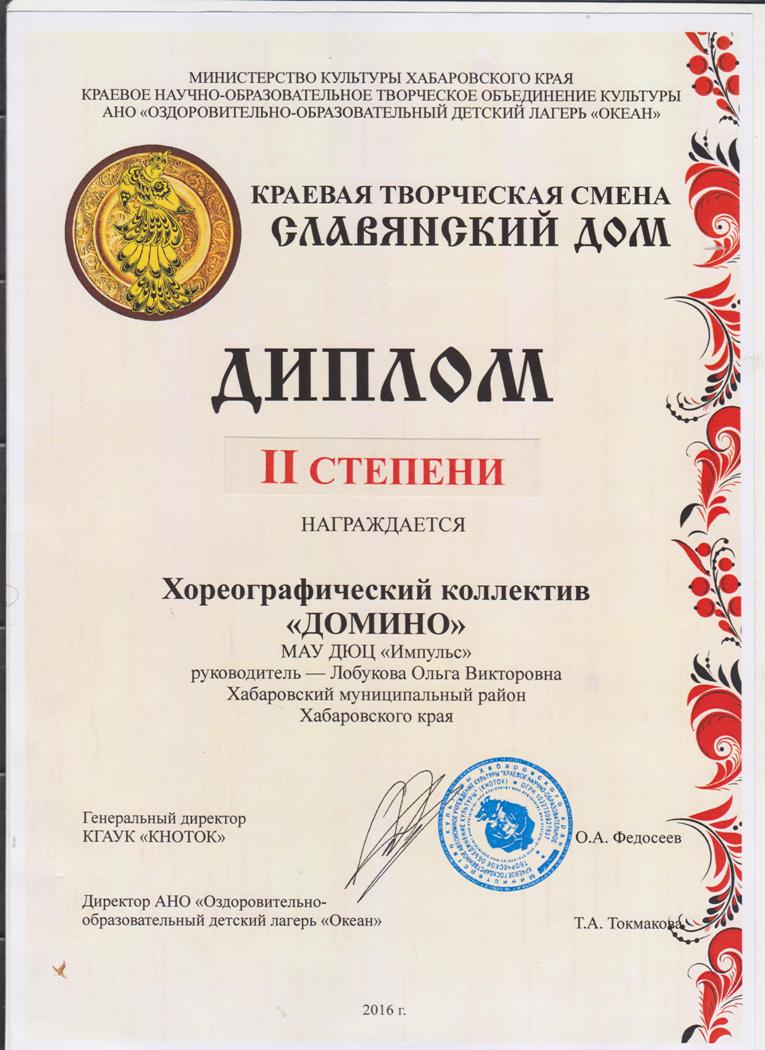 МИНИСТЕРСТВО КУЛЬТУРЫ ХАБАРОВСКОГО КРАЯ
КРАЕВОЕ НАУЧНО-ОБРАЗОВАТЕЛЬНОЕ ТВОРЧЕСКОЕ ОБЪЕДИНЕНИЕ КУЛЬТУРЫ
АНО «ОЗДОРОВИТЕЛЬНО-ОБРАЗОВАТЕЛЬНЫЙ ДЕТСКИЙ ЛАГЕРЬ «ОКЕАН»
КРАЕВАЯ ТВОРЧЕСКАЯ СМЕНА
СЛАВЯНСКИЙ ДОМ
ДИПЛОМ
II СТЕПЕНИ
НАГРАЖДАЕТСЯ
Хореографический коллектив
«ДОМИНО»
МАУ ДЮЦ «Импульс»
руководитель — Лобукова Ольга Викторовна
Хабаровский муниципальный район
Хабаровского края
Генеральный директор
КГАУК «КНОТОК»
О.А. Федосеев
Директор АНО «Оздоровительно-
образовательный детский лагерь «Океан»
Т.А. Токмакова
2016 г.